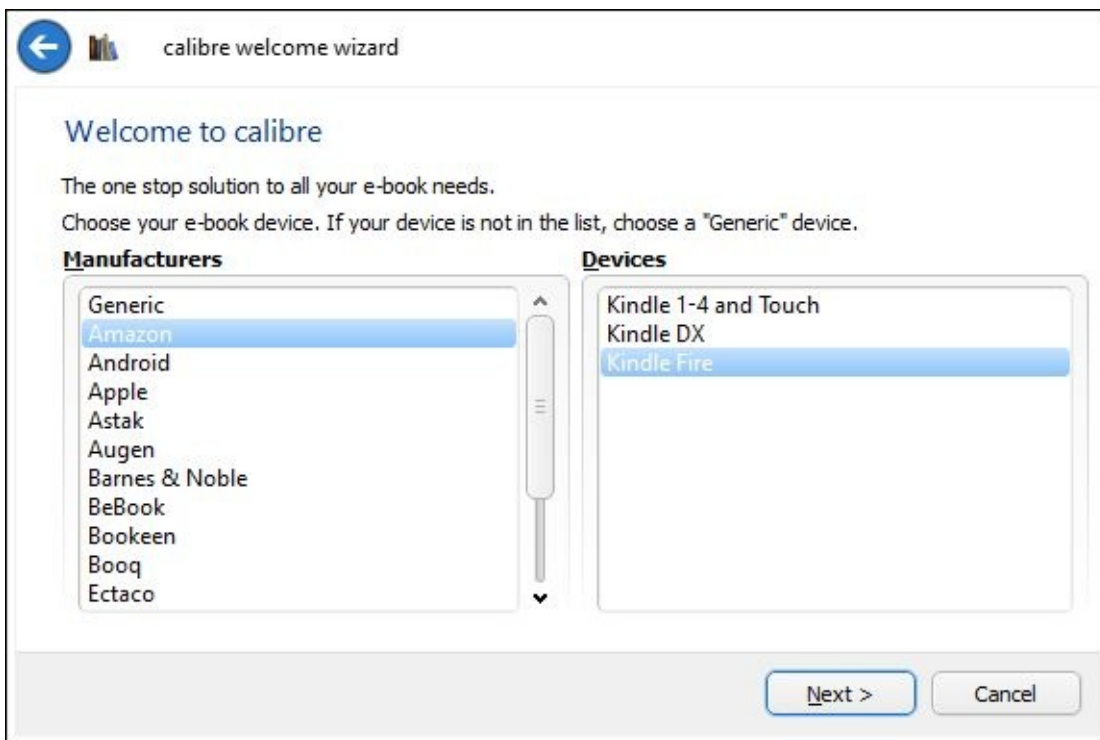 calibre welcome wizard
Welcome to calibre
The one stop solution to all your e-book needs.
Choose your e-book device. If your device is not in the list, choose a "Generic" device.
Manufacturers
Generic
Amazon
Android
Apple
Astak
Augen
Barnes & Noble
BeBook
Bookeen
Booq
Ectaco
Devices
Kindle 1-4 and Touch
Kindle DX
Kindle Fire
Next >
Cancel